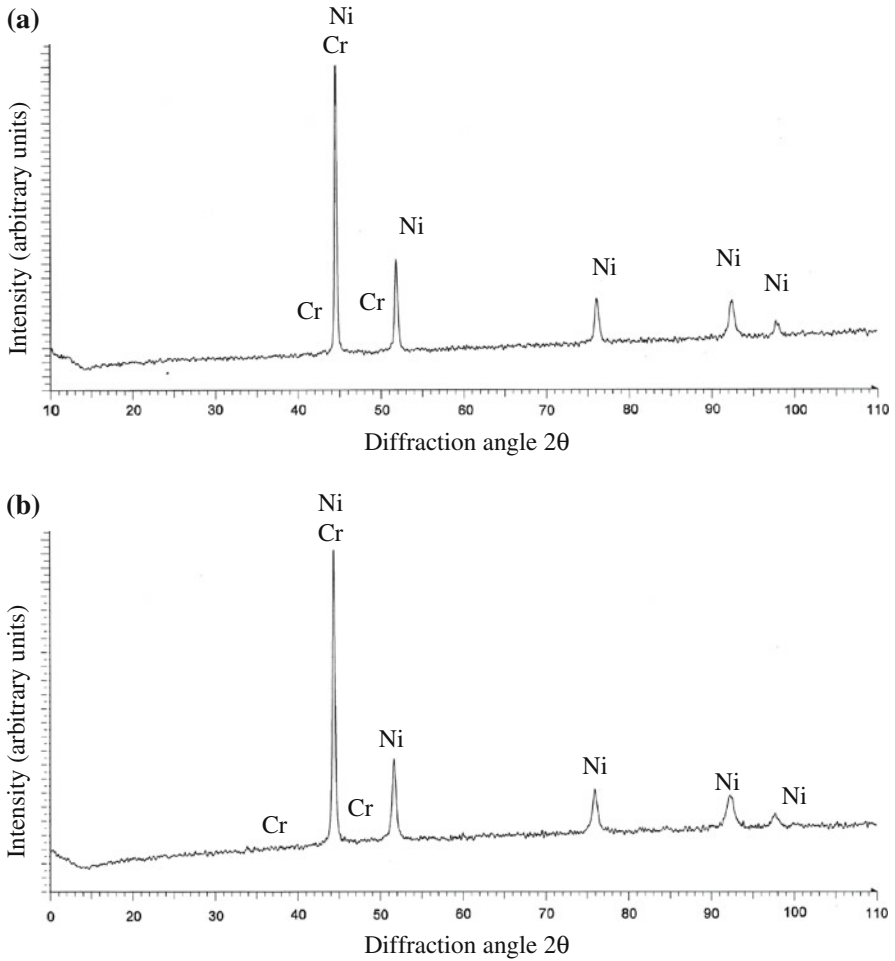 (a)
Ni
Cr
Ni
Cr
Cr
Ni
Ni
Ni
Intensity (arbitrary units)
10 20 30 40 50 60 70 80 90 100 110
Diffraction angle 2θ
(b)
Ni
Cr
Ni
Cr
Cr
Ni
Ni
Ni
Intensity (arbitrary units)
0 20 30 40 50 60 70 80 90 100 110
Diffraction angle 2θ